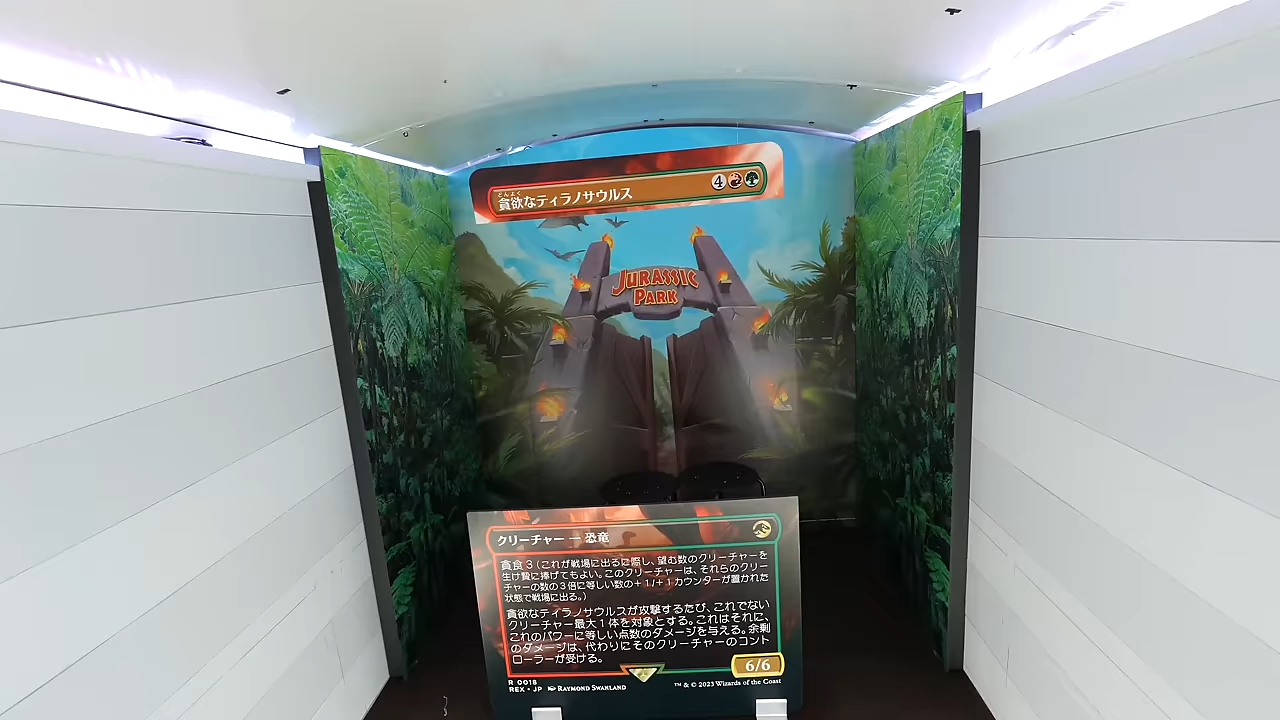 どんよく
貪欲なティラノサウルス
4
JURASSIC
PARK
クリーチャー — 恐竜
貪食3(これが戦場に出るに際し、望む数のクリーチャーを
生け贄に捧げてもよい。このクリーチャーは、それらのクリー
チャーの数の3倍に等しい数の+1/+1カウンターが置かれた
状態で戦場に出る。)
貪欲なティラノサウルスが攻撃するたび、これでない
クリーチャー最大1体を対象とする。これはそれに、
これのパワーに等しい点数のダメージを与える。余剰
のダメージは、代わりにそのクリーチャーのコント
ローラーが受ける。
6/6
R 0018
REX • JP RAYMOND SWANLAND
™ & © 2023 Wizards of the Coast